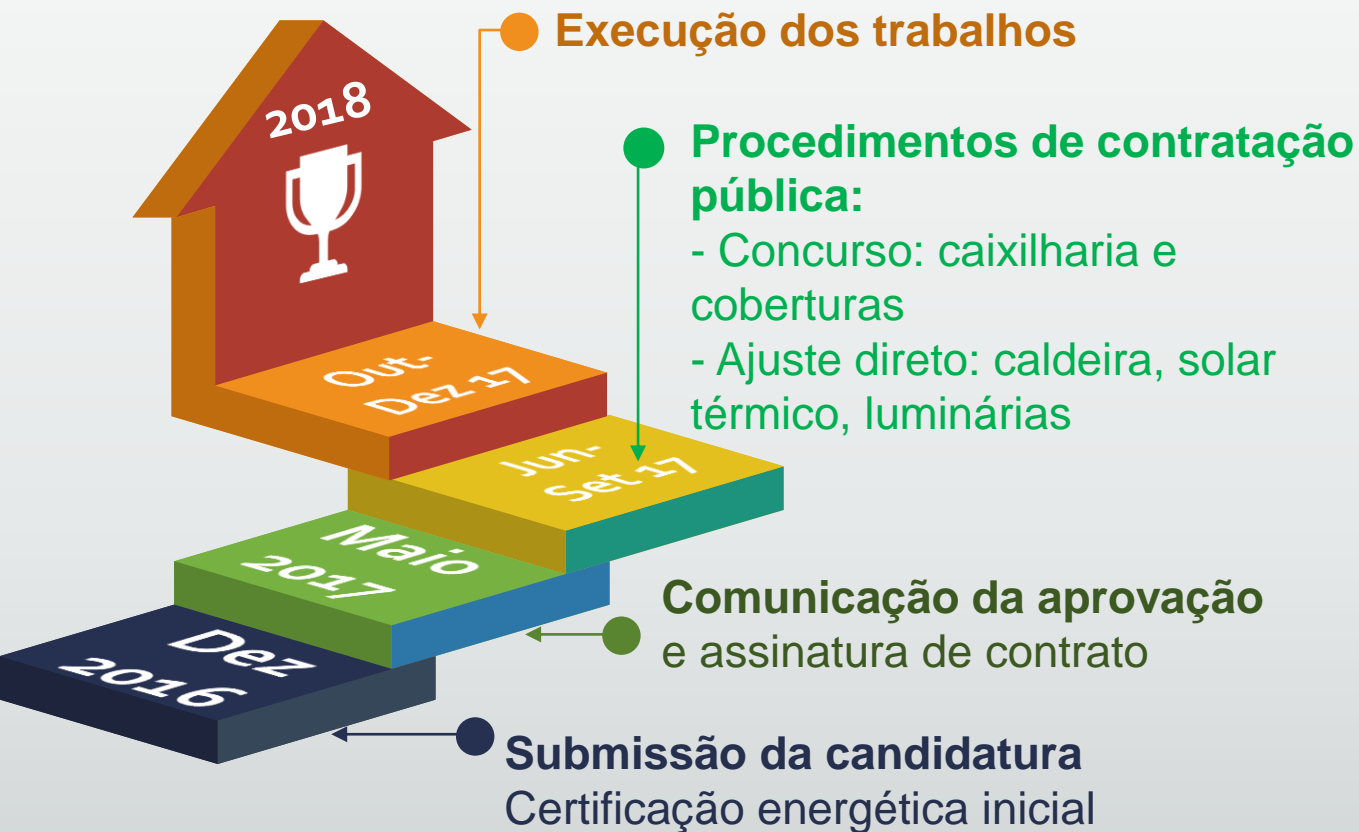 Execução dos trabalhos
2018
Procedimentos de contratação
pública:
- Concurso: caixilharia e
coberturas
- Ajuste direto: caldeira, solar
térmico, luminárias
Out-
Dez 17
Jun-
Set 17
Maio
2017
Comunicação da aprovação
e assinatura de contrato
Dez
2016
Submissão da candidatura
Certificação energética inicial